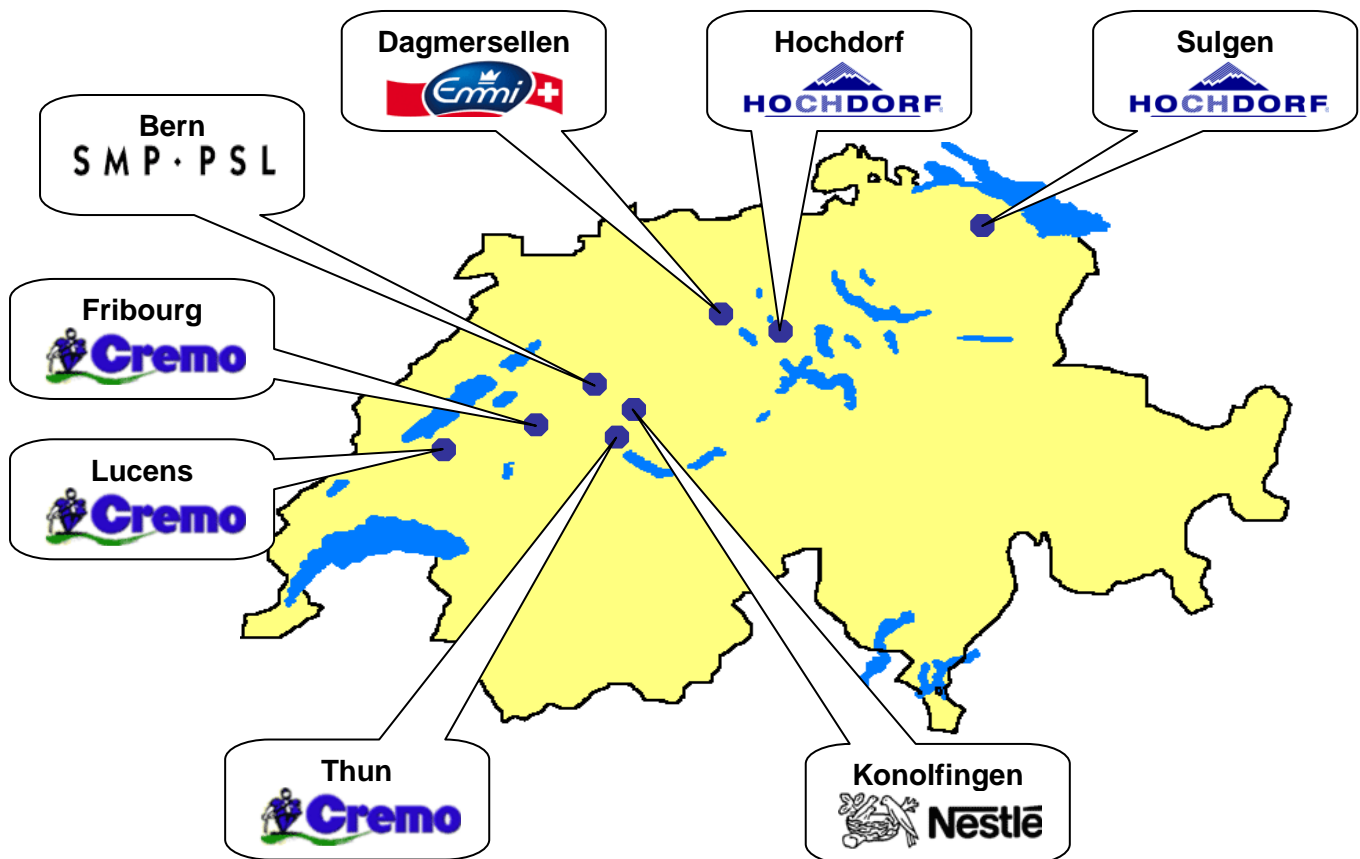 Dagmersellen
Emmi
Hochdorf
HOCHDORF
Sulgen
HOCHDORF
Bern
SMP·PSL
Fribourg
Cremo
Lucens
Cremo
Thun
Cremo
Konolfingen
Nestlé